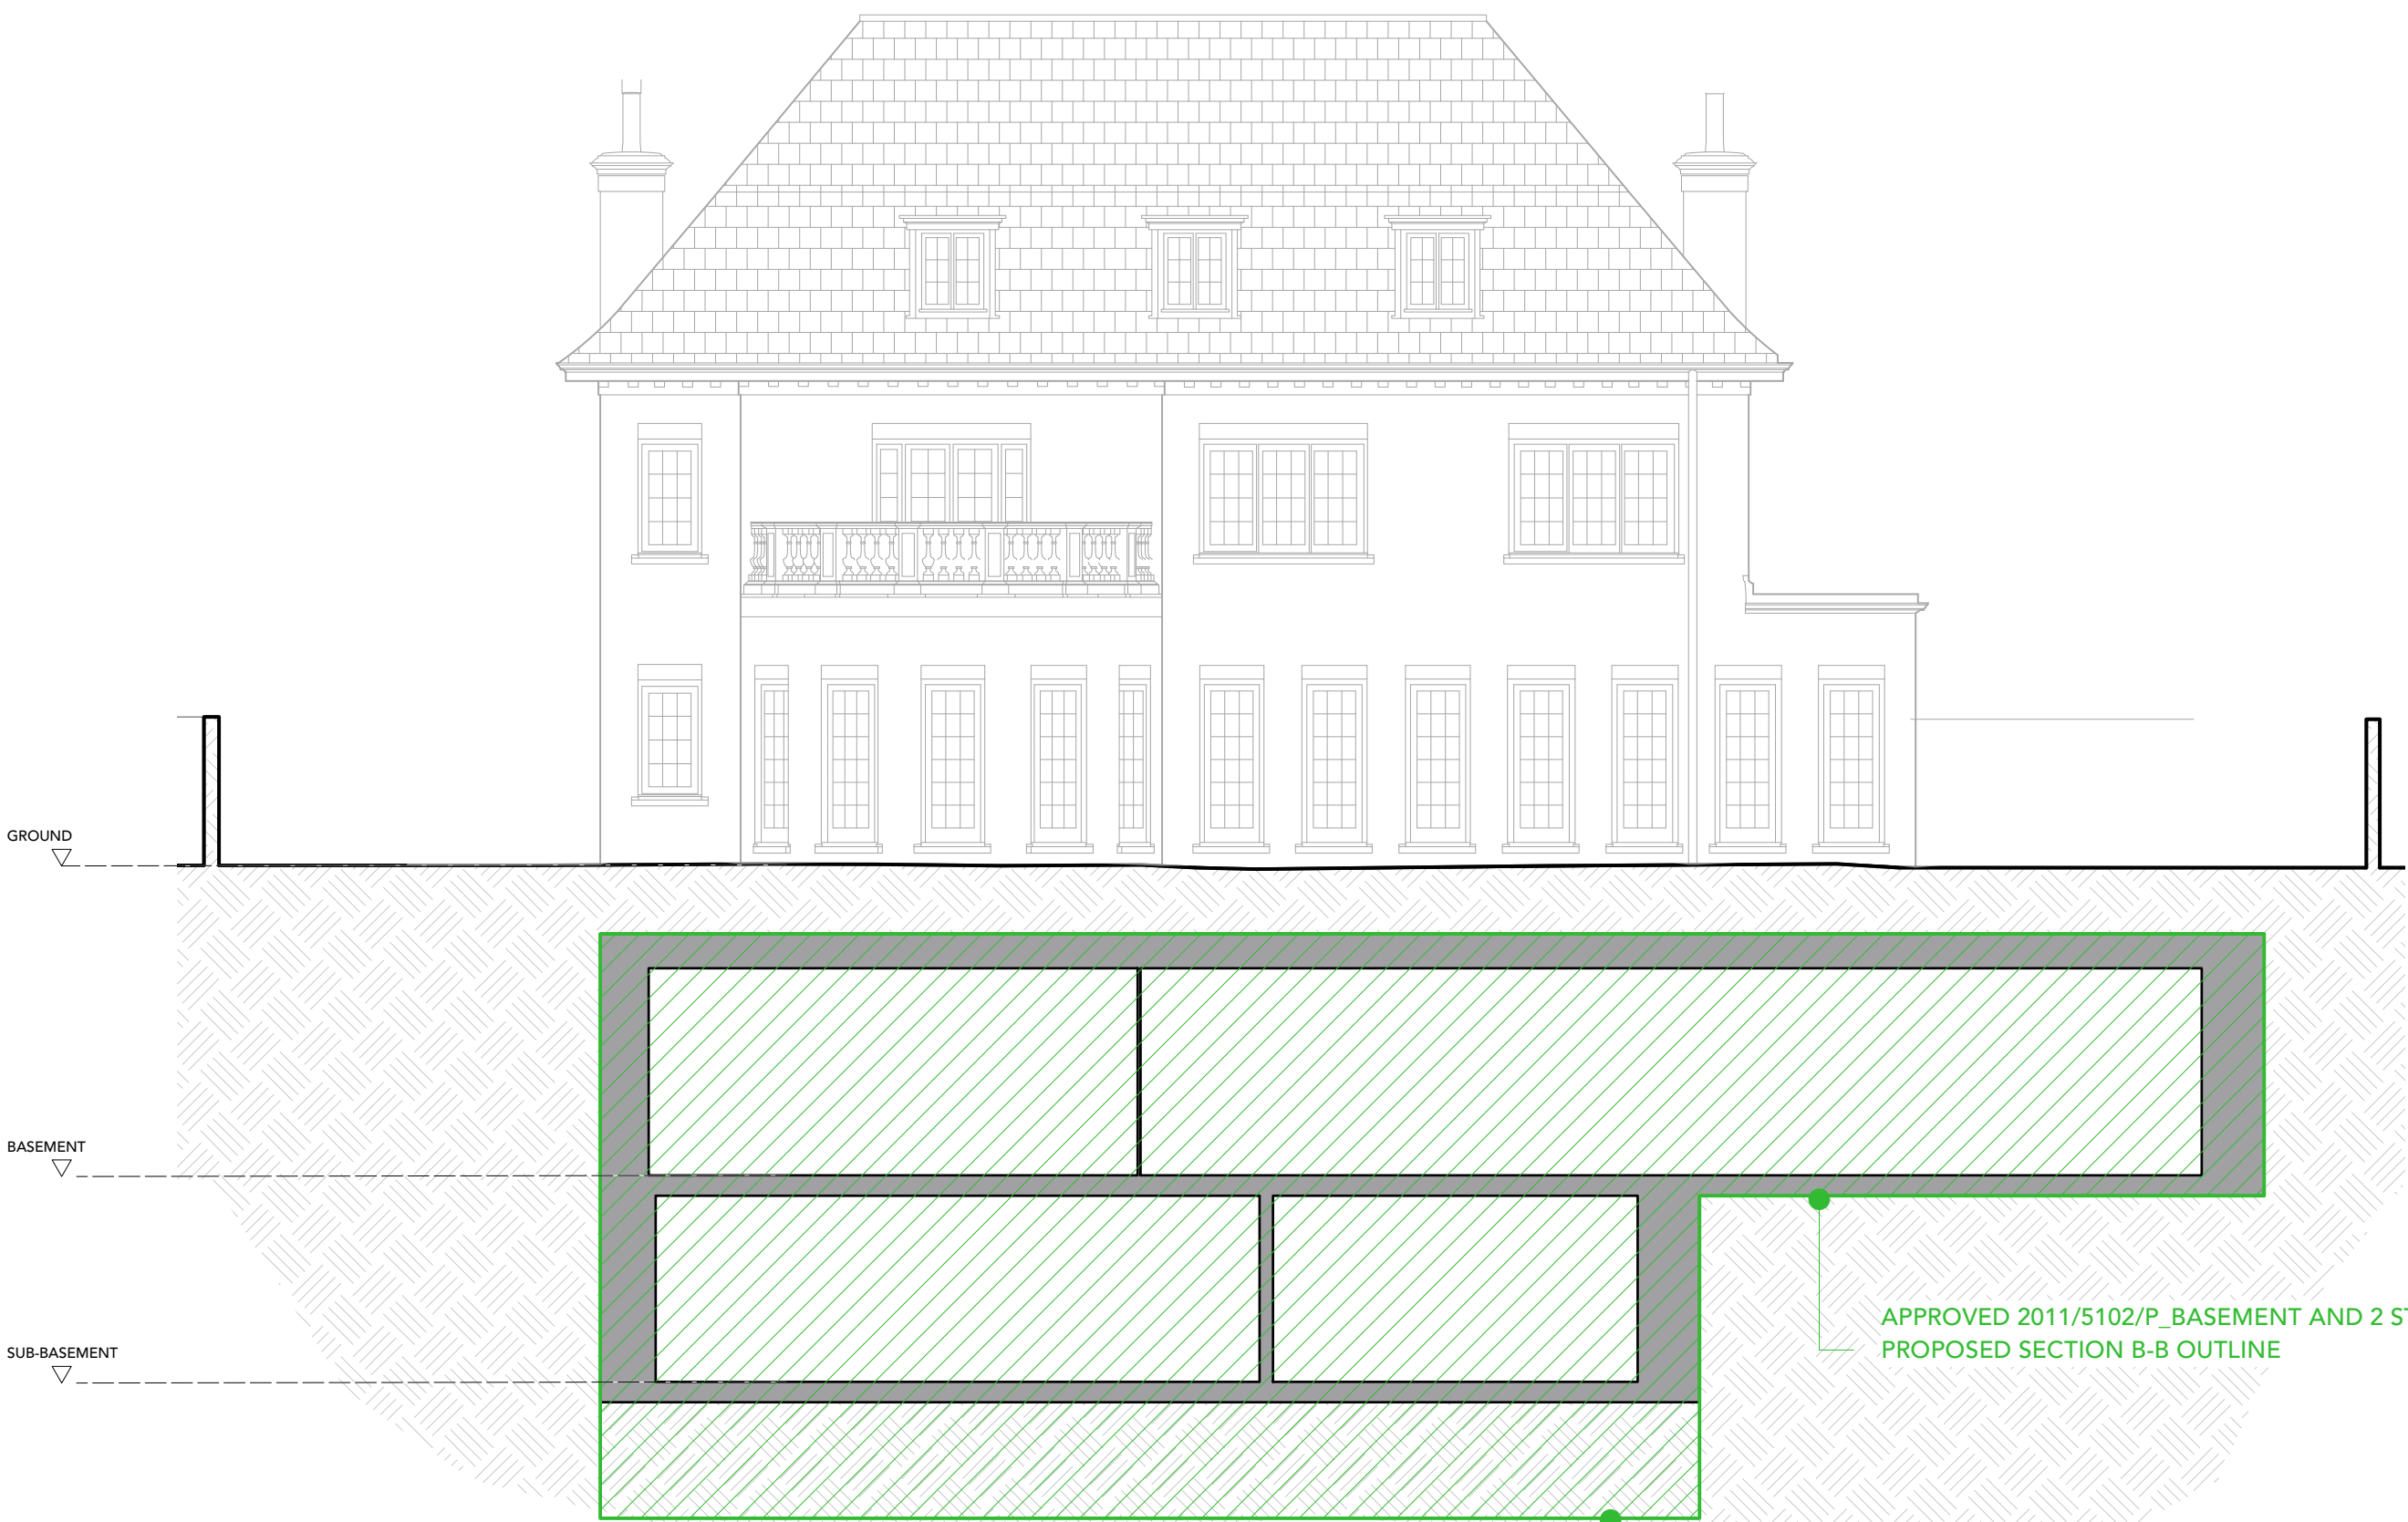 GROUND
BASEMENT
SUB-BASEMENT
APPROVED 2011/5102/P_BASEMENT AND 2
PROPOSED SECTION B-B OUTLINE